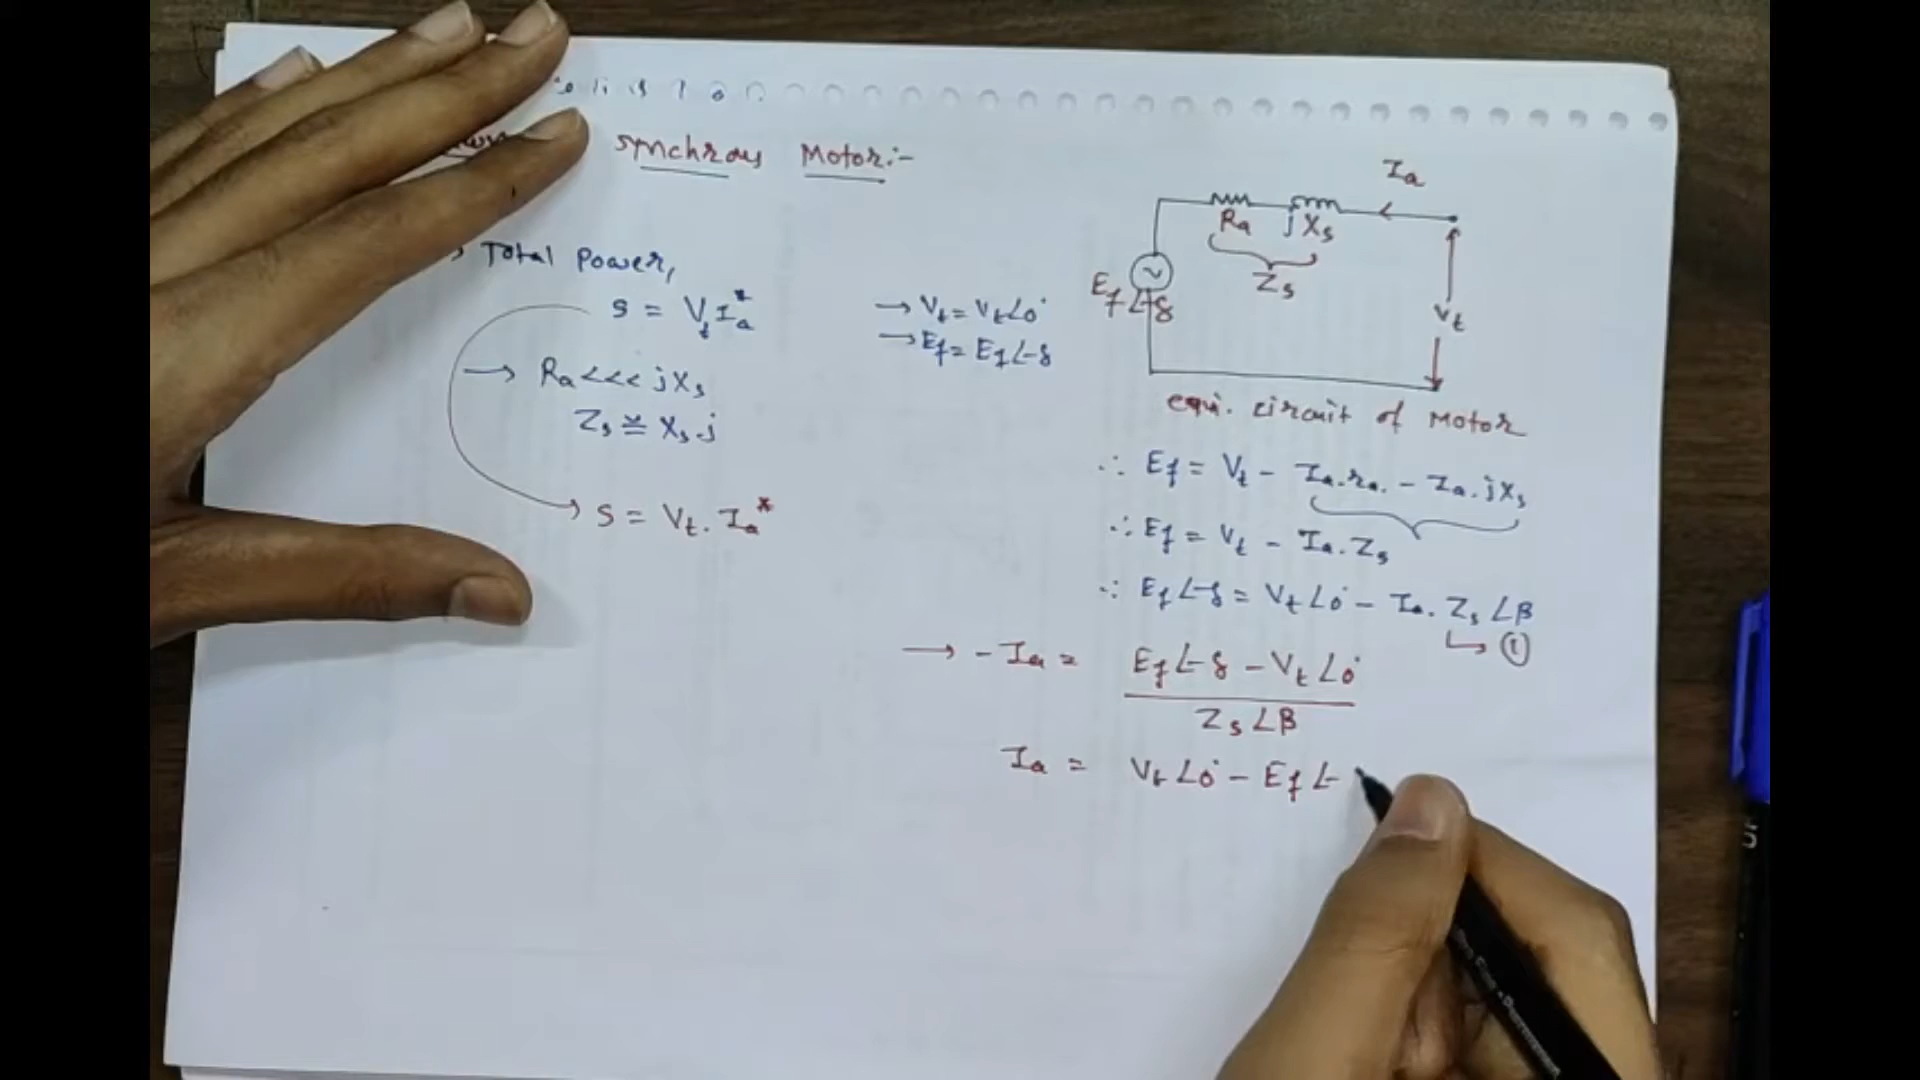 synchrous Motor:-
Total Power,
S = VtIa*
→ Ra<<< jXs
Zs ≅ Xs.j
S = Vt. Ia*
→ Vt = Vt∠0°
→ Ef = Ef∠-δ
Ia
Ra jXs
Zs
Ef∠-δ
Vt
equi. circuit of Motor
∴ Ef = Vt - Ia.ra. - Ia.jXs
∴ Ef = Vt - Ia.Zs
∴ Ef∠-δ = Vt∠0° - Ia. Zs∠β
↳ ①
→ -Ia = Ef∠-δ - Vt∠0°
Zs∠β
Ia = Vt∠0° - Ef∠-